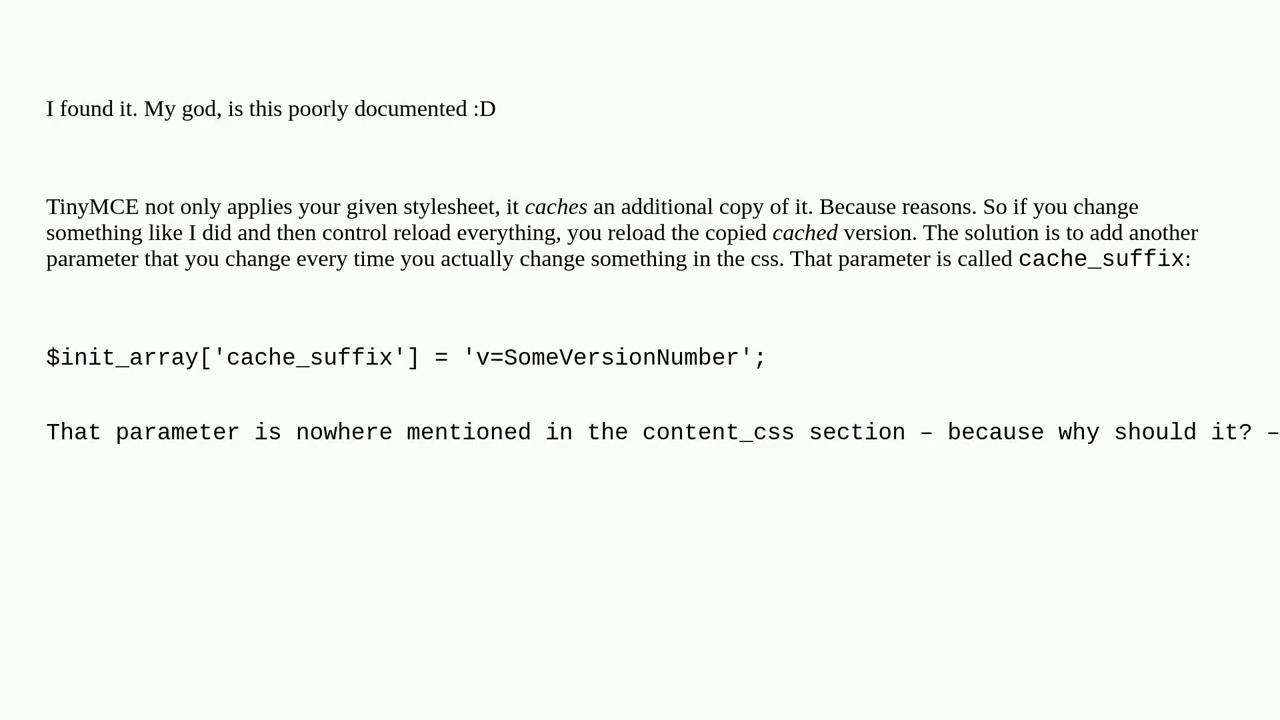 I found it. My god, is this poorly documented :D
TinyMCE not only applies your given stylesheet, it caches an additional copy of it. Because reasons. So if you change
something like I did and then control reload everything, you reload the copied cached version. The solution is to add another
parameter that you change every time you actually change something in the css. That parameter is called cache_suffix:
$init_array['cache_suffix'] = 'v=SomeVersionNumber';
That parameter is nowhere mentioned in the content_css section – because why should it? –